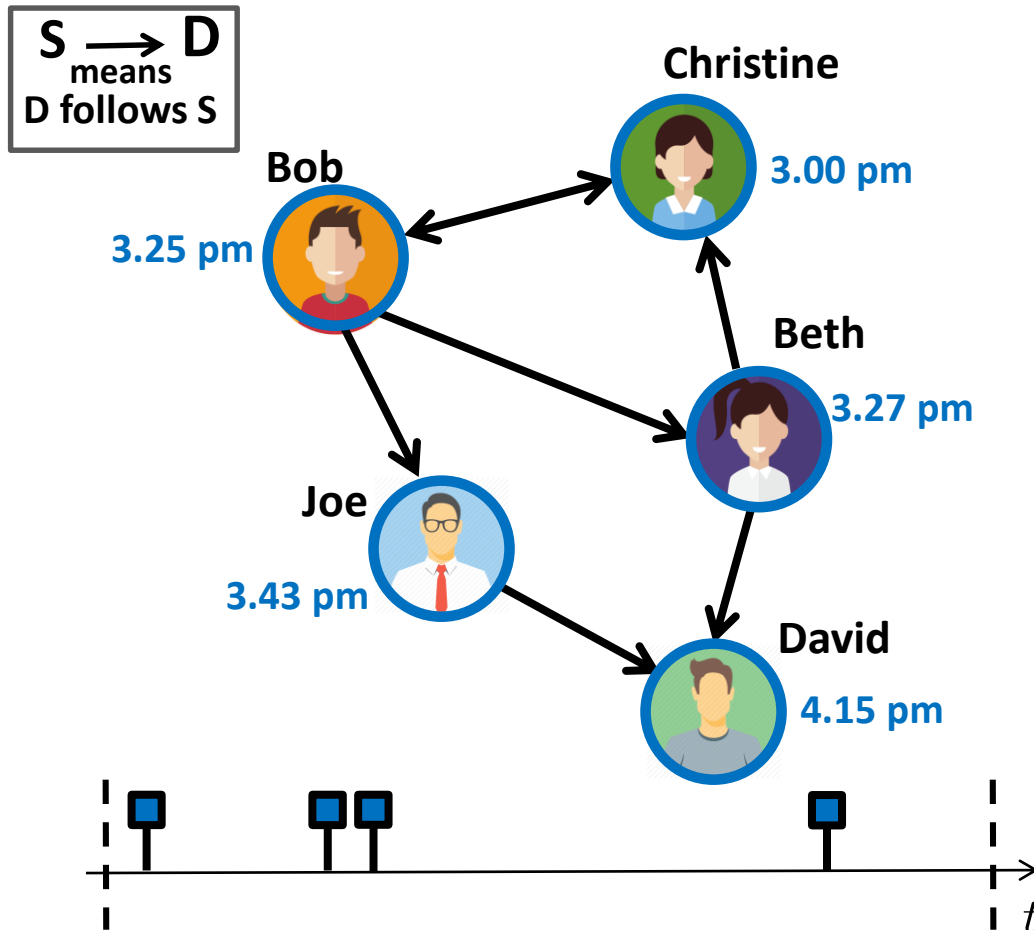 S → D
means
D follows S
Christine
3.00 pm
Bob
3.25 pm
Beth
3.27 pm
Joe
3.43 pm
David
4.15 pm